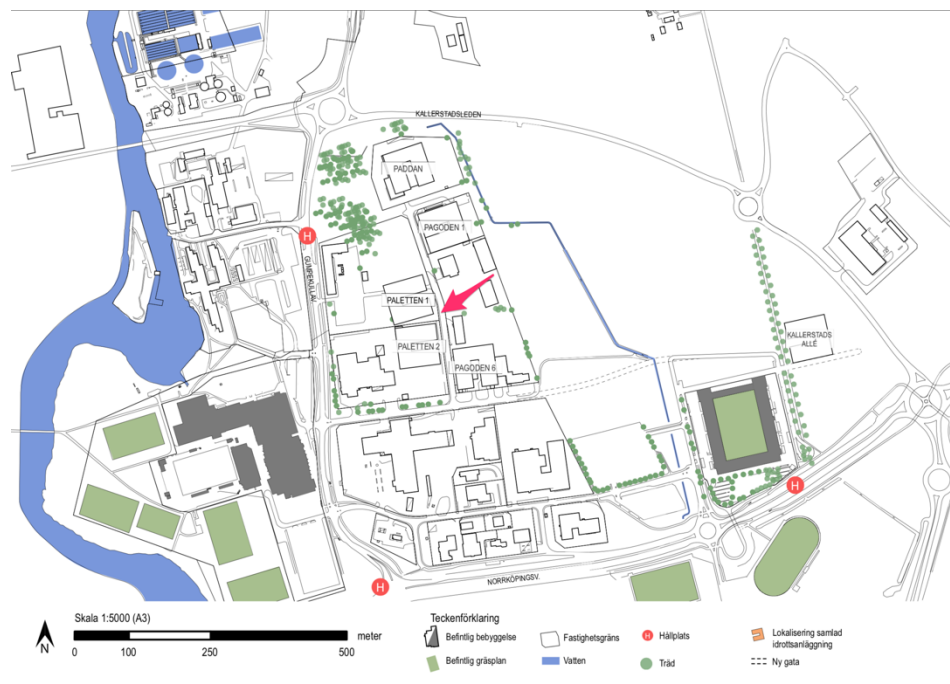 KALLERSTADSLEDEN
PADDAN
PAGODEN 1
H
GUMPEKULLAV.
PALETTEN 1
PALETTEN 2
PAGODEN 6
KALLERSTADS
ALLÉ
H
H
NORRKÖPINGSV.
N
Skala 1:5000 (A3)
meter
0 100 250 500
Teckenförklaring
Befintlig bebyggelse
Befintlig gräsplan
Fastighetsgräns
Vatten
H Hållplats
Träd
Lokalisering samlad
idrottsanläggning
Ny gata